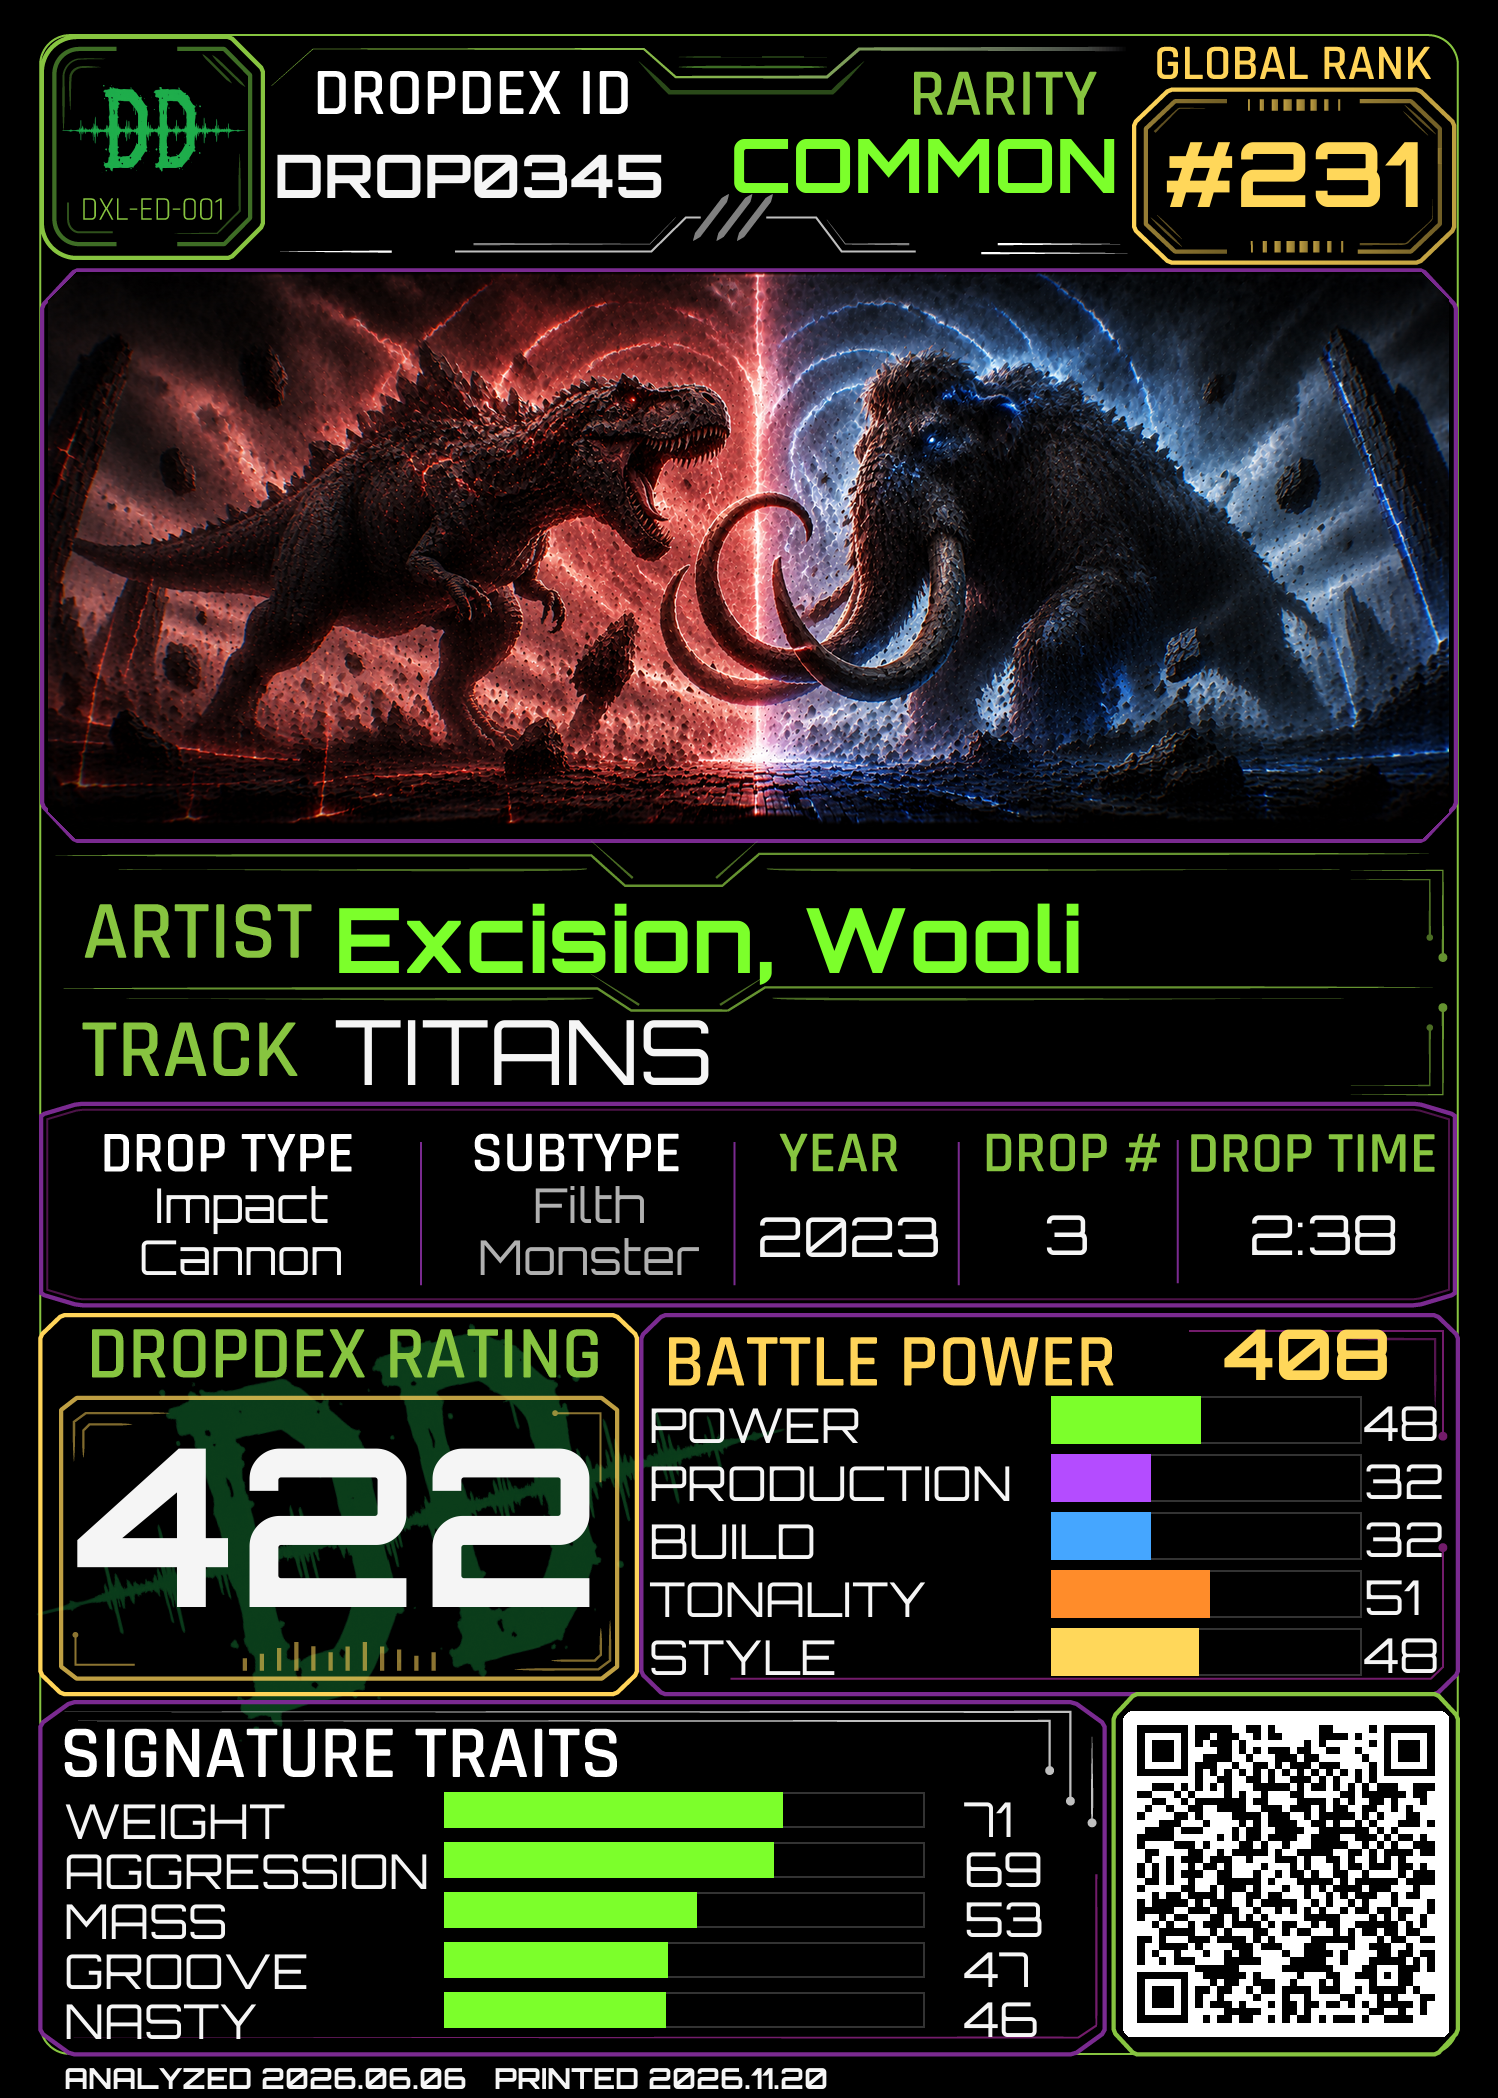 DD
DXL-ED-001
DROPDEX ID
DROP0345
RARITY
COMMON
GLOBAL RANK
#231
ARTIST Excision, Wooli
TRACK TITANS
DROP TYPE
Impact
Cannon
SUBTYPE
Filth
Monster
YEAR
2023
DROP #
3
DROP TIME
2:38
DROPDEX RATING
422
BATTLE POWER 408
POWER 48
PRODUCTION 32
BUILD 32
TONALITY 51
STYLE 48
SIGNATURE TRAITS
WEIGHT 71
AGGRESSION 69
MASS 53
GROOVE 47
NASTY 46
ANALYZED 2026.06.06 PRINTED 2026.11.20